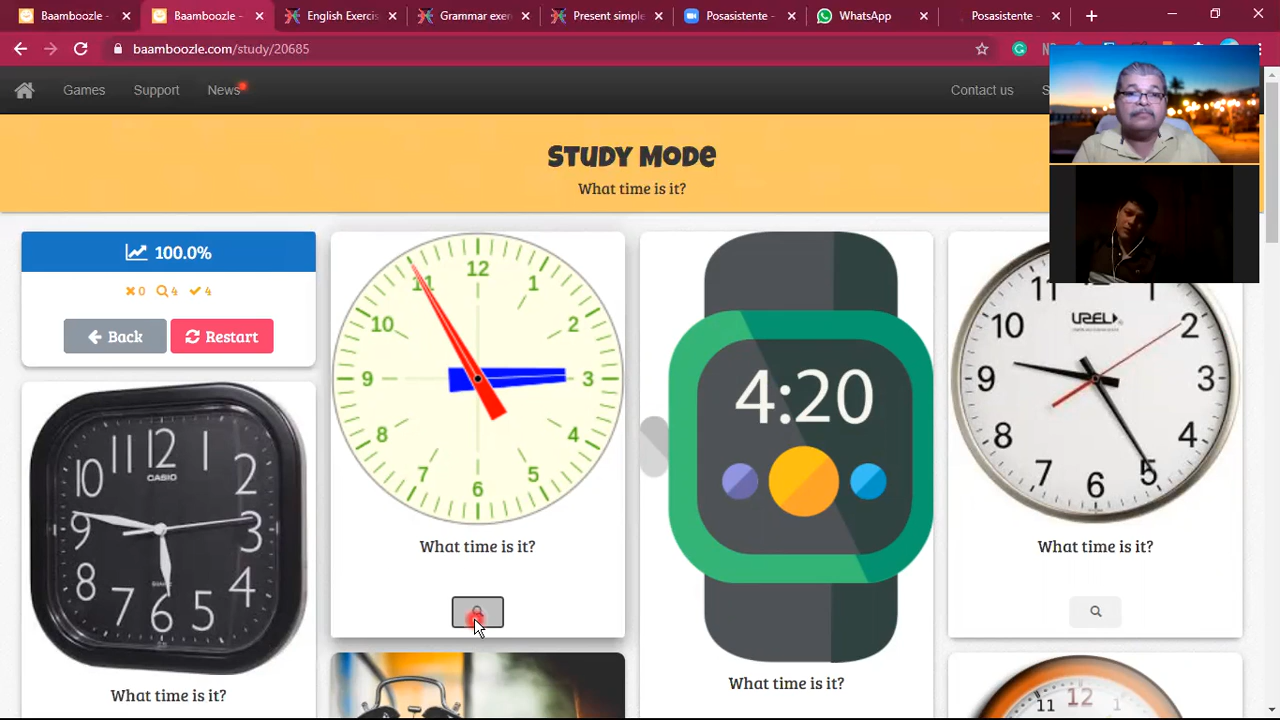 Baamboozle -
Baamboozle -
English Exercis
Grammar exer
Present simple
Posasistente -
WhatsApp
Posasistente -
baamboozle.com/study/20685
Games
Support
News
Contact us
Study Mode
What time is it?
100.0%
0
4
4
Back
Restart
12
1
2
3
4
5
6
7
8
9
10
11
What time is it?
4:20
What time is it?
11
1
10
UREL
2
9
3
8
4
7
6
5
What time is it?
11
12
1
10
CASIO
2
9
3
8
4
7
6
5
What time is it?
11
12
1
10